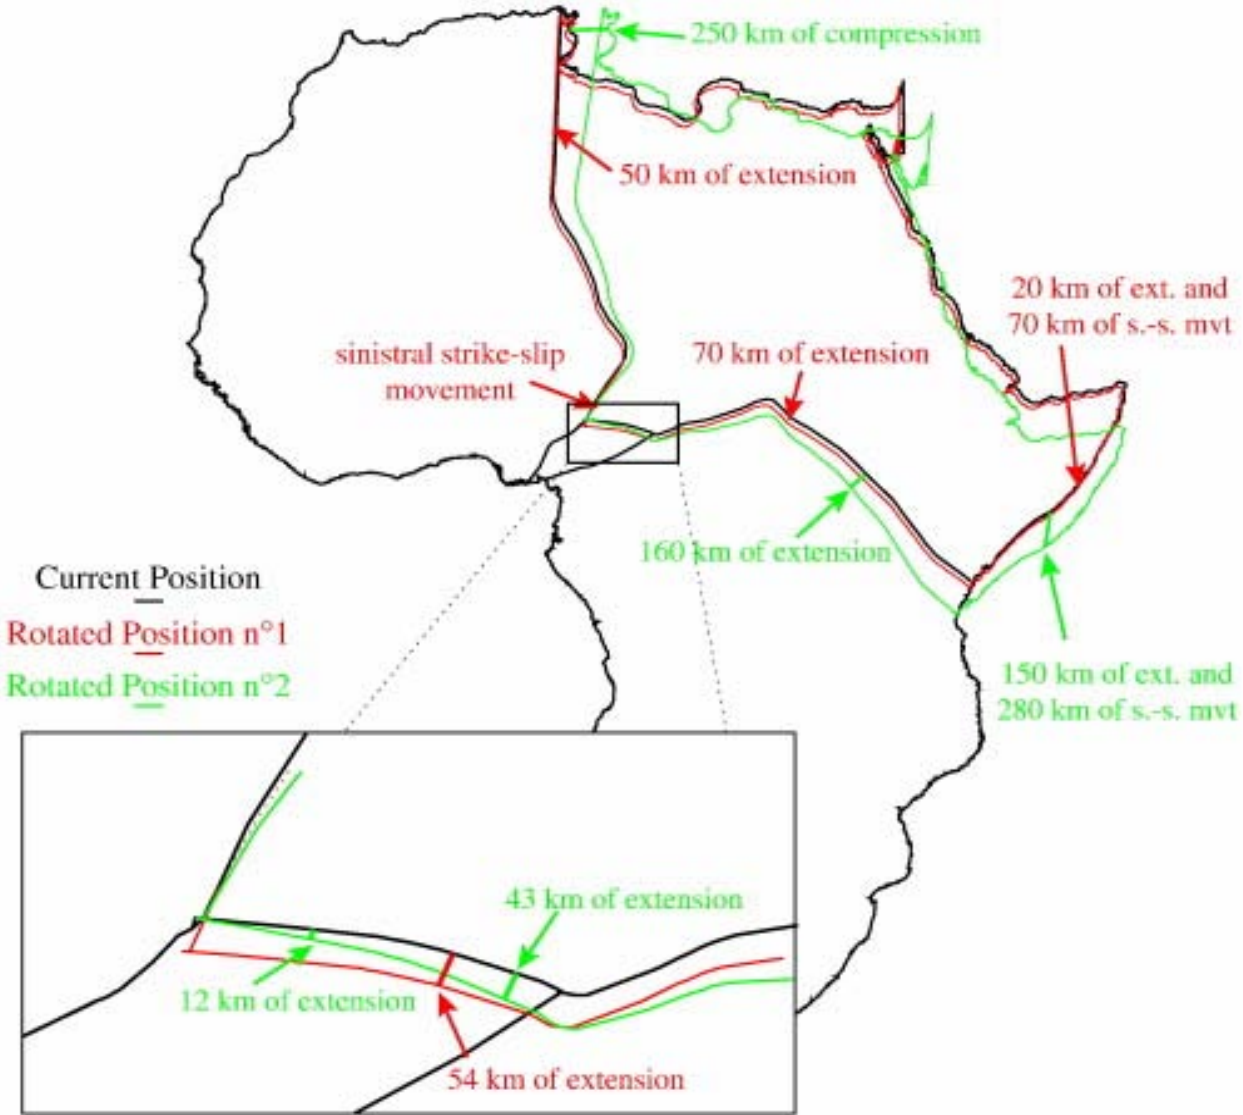 250 km of compression
50 km of extension
20 km of ext. and
70 km of s.-s. mvt
sinistral strike-slip
movement
70 km of extension
160 km of extension
Current Position
Rotated Position n°1
Rotated Position n°2
150 km of ext. and
280 km of s.-s. mvt
43 km of extension
12 km of extension
54 km of extension